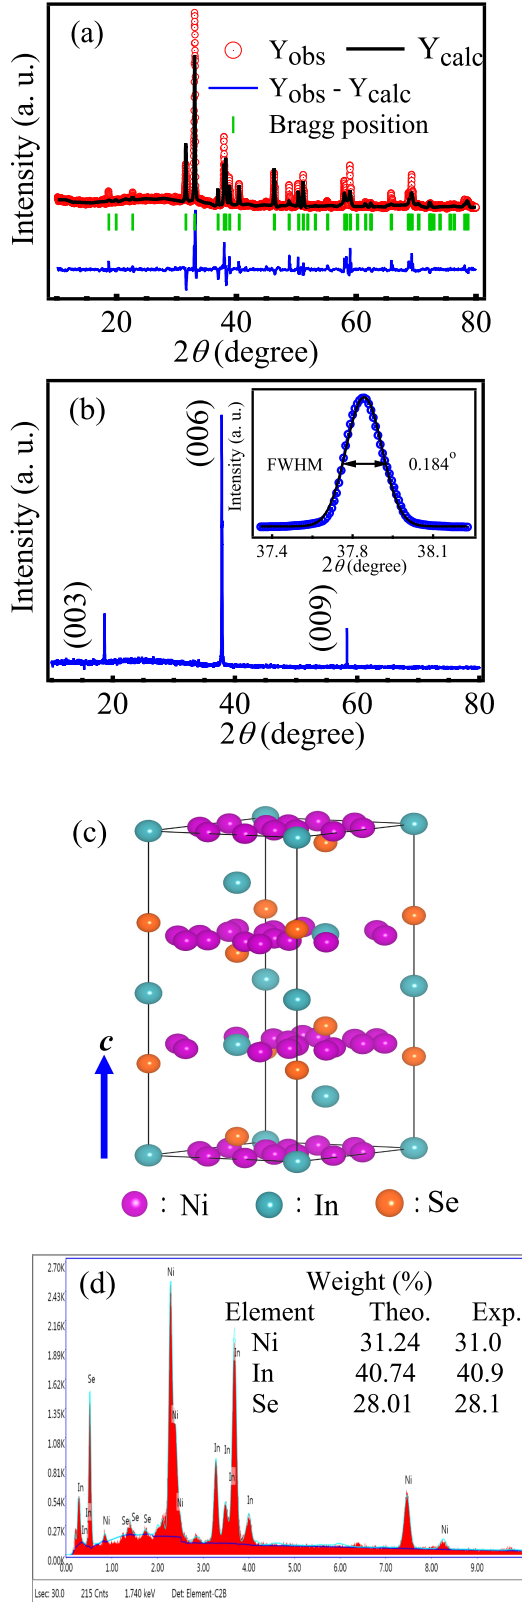 (a)
Y_obs
Y_calc
Y_obs - Y_calc
Bragg position
Intensity (a. u.)
20 40 60 80
2θ (degree)
(b)
(003)
(006)
(009)
Intensity (a. u.)
20 40 60 80
2θ (degree)
Intensity (a. u.)
FWHM
0.184°
37.4 37.8 38.1
2θ (degree)
(c)
c
: Ni : In : Se
(d)
Weight (%)
Element Theo. Exp.
Ni 31.24 31.0
In 40.74 40.9
Se 28.01 28.1
2.70K
2.43K
2.16K
1.89K
1.62K
1.35K
1.08K
0.81K
0.54K
0.27K
0.00K
In
In
In
Se
Ni
Se
Se
Se
Ni
Ni
Ni
In
In
In
In
In
Ni
Ni
0.00 1.00 2.00 3.00 4.00 5.00 6.00 7.00 8.00 9.00
Lsec: 30.0 215 Cnts 1.740 keV Det: Element-C2B